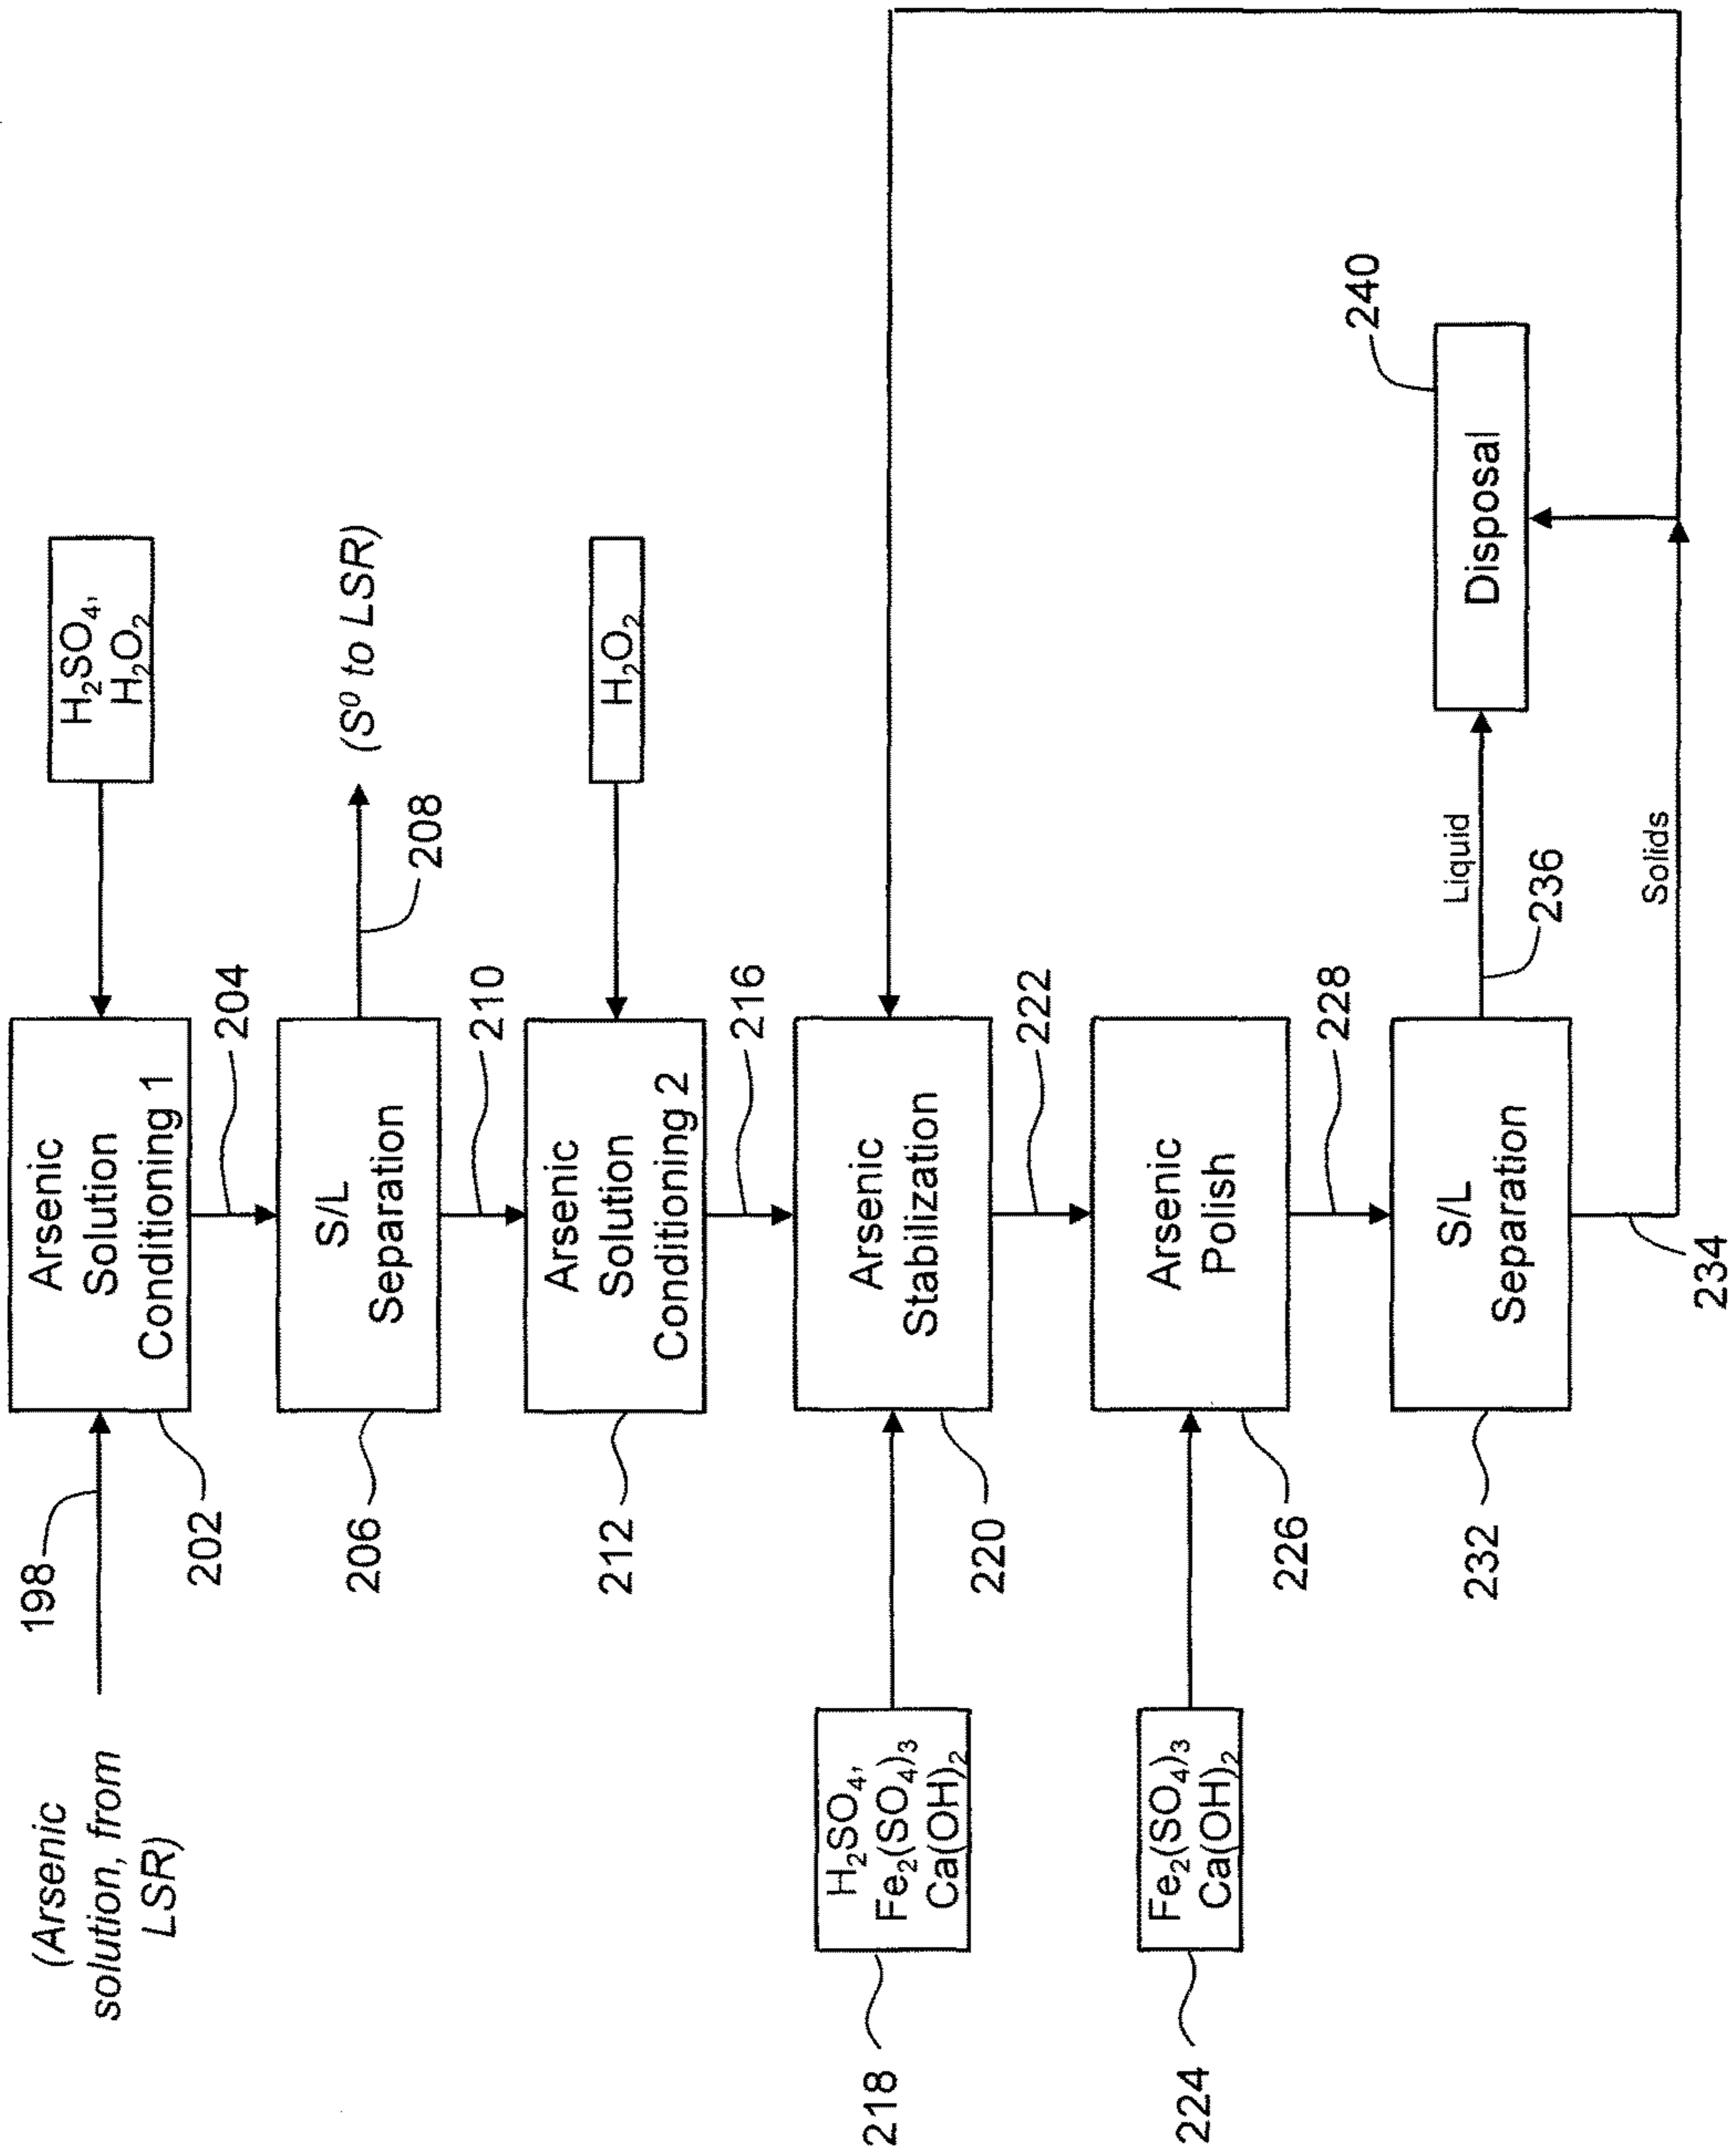 (Arsenic
solution, from
LSR)
198
Arsenic
Solution
Conditioning 1
202
H₂SO₄,
H₂O₂
204
S/L
Separation
206
208
(S⁰ to LSR)
210
Arsenic
Solution
Conditioning 2
212
H₂O₂
216
H₂SO₄,
Fe₂(SO₄)₃
Ca(OH)₂
218
Arsenic
Stabilization
220
222
Fe₂(SO₄)₃
Ca(OH)₂
224
Arsenic
Polish
226
228
S/L
Separation
232
234
Liquid
236
Solids
Disposal
240